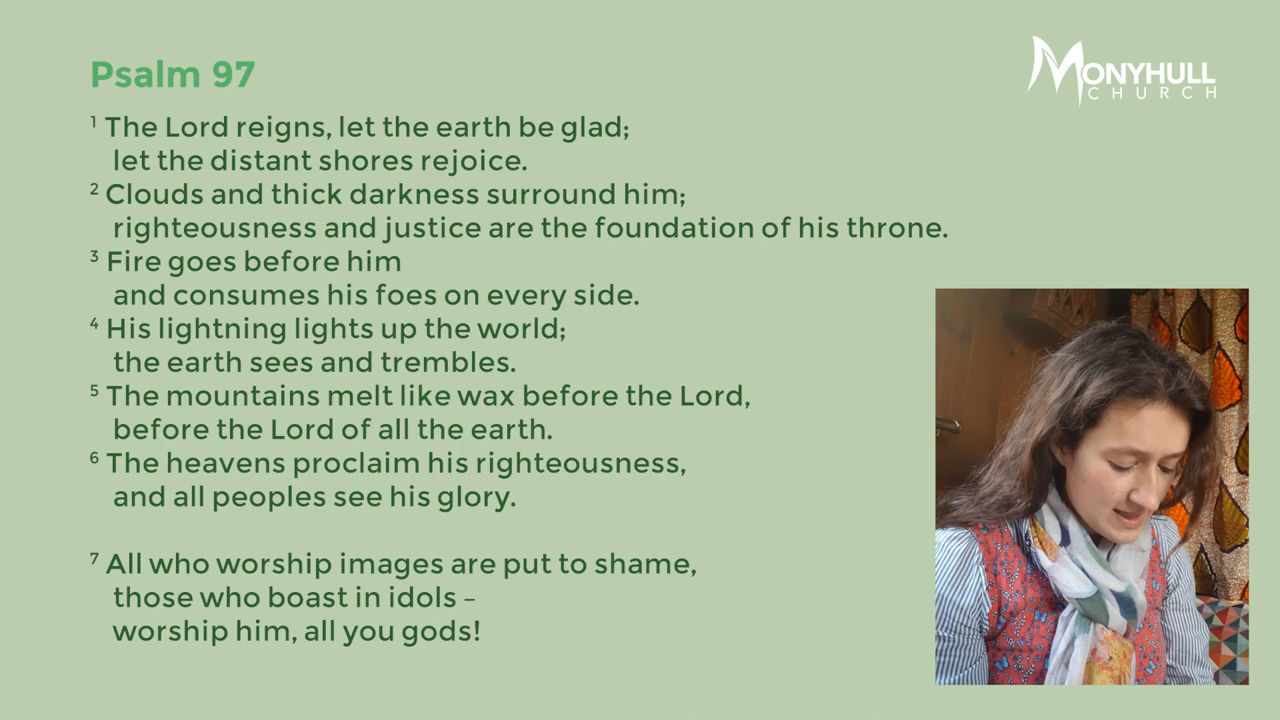 Psalm 97
MONYHULL
CHURCH
1 The Lord reigns, let the earth be glad;
let the distant shores rejoice.
2 Clouds and thick darkness surround him;
righteousness and justice are the foundation of his throne.
3 Fire goes before him
and consumes his foes on every side.
4 His lightning lights up the world;
the earth sees and trembles.
5 The mountains melt like wax before the Lord,
before the Lord of all the earth.
6 The heavens proclaim his righteousness,
and all peoples see his glory.
7 All who worship images are put to shame,
those who boast in idols –
worship him, all you gods!